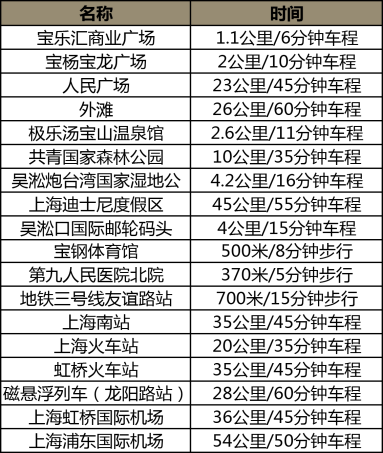 名称 时间
宝乐汇商业广场 1.1公里/6分钟车程
宝杨宝龙广场 2公里/10分钟车程
人民广场 23公里/45分钟车程
外滩 26公里/60分钟车程
极乐汤宝山温泉馆 2.6公里/11分钟车程
共青国家森林公园 10公里/35分钟车程
吴淞炮台湾国家湿地公 4.2公里/16分钟车程
上海迪士尼度假区 45公里/55分钟车程
吴淞口国际邮轮码头 4公里/15分钟车程
宝钢体育馆 500米/8分钟步行
第九人民医院北院 370米/5分钟步行
地铁三号线友谊路站 700米/15分钟步行
上海南站 35公里/45分钟车程
上海火车站 20公里/35分钟车程
虹桥火车站 35公里/45分钟车程
磁悬浮列车（龙阳路站） 28公里/60分钟车程
上海虹桥国际机场 36公里/45分钟车程
上海浦东国际机场 54公里/50分钟车程